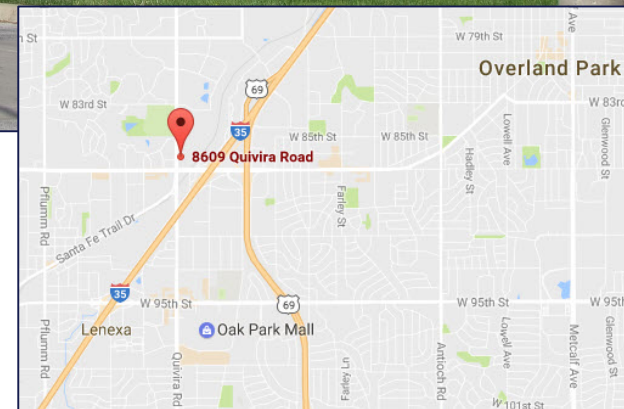 n St
W 79th St
Ave
Overland Park
69
W 83rd St
W 83rd
35
W 85th St
W 85th St
Lowell Ave
Glenwood St
8609 Quivira Road
Hadley St
Pflumm Rd
Farley St
Santa Fe Trail Dr
35
W 95th St
69
W 95th St
W 95th
Lenexa
Oak Park Mall
Pflumm Rd
Quivira Rd
Farley Ln
Antioch Rd
Lowell Ave
Metcalf Ave
Glenwood St
W 101st St